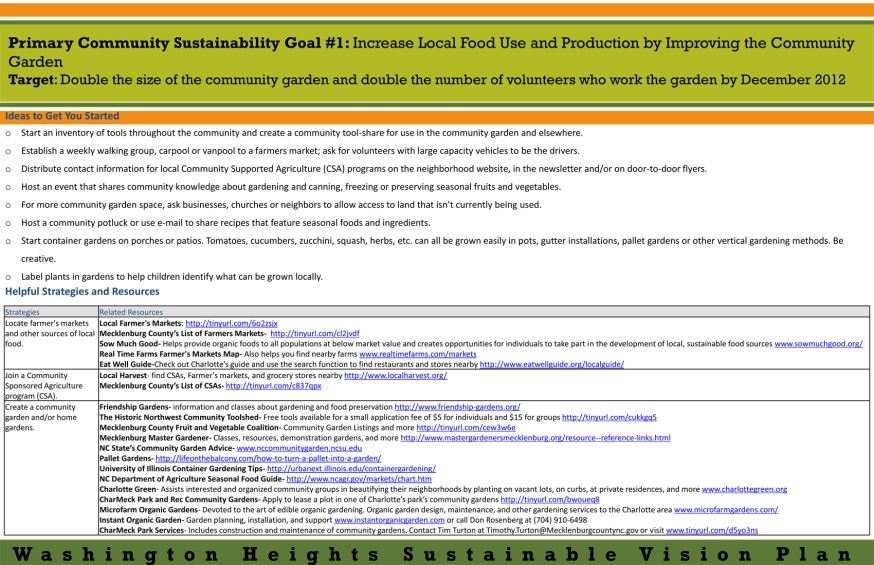 Primary Community Sustainability Goal #1: Increase Local Food Use and Production by Improving the Community
Garden
Target: Double the size of the community garden and double the number of volunteers who work the garden by December 2012
Ideas to Get You Started
o Start an inventory of tools throughout the community and create a community tool-share for use in the community garden and elsewhere.
o Establish a weekly walking group, carpool or vanpool to a farmers market; ask for volunteers with large capacity vehicles to be the drivers.
o Distribute contact information for local Community Supported Agriculture (CSA) programs on the neighborhood website, in the newsletter and/or on door-to-door flyers.
o Host an event that shares community knowledge about gardening and canning, freezing or preserving seasonal fruits and vegetables.
o For more community garden space, ask businesses, churches or neighbors to allow access to land that isn't currently being used.
o Host a community potluck or use e-mail to share recipes that feature seasonal foods and ingredients.
o Start container gardens on porches or patios. Tomatoes, cucumbers, zucchini, squash, herbs, etc. can all be grown easily in pots, gutter installations, pallet gardens or other vertical gardening methods. Be
creative.
o Label plants in gardens to help children identify what can be grown locally.
Helpful Strategies and Resources
Strategies Related Resources
Locate farmer's markets
and other sources of local
food.
Local Farmer's Markets: http://tinyurl.com/6o2zsjx
Mecklenburg County's List of Farmers Markets- http://tinyurl.com/cl2jvdf
Sow Much Good- Helps provide organic foods to all populations at below market value and creates opportunities for individuals to take part in the development of local, sustainable food sources www.sowmuchgood.org/
Real Time Farms Farmer's Markets Map- Also helps you find nearby farms www.realtimefarms.com/markets
Eat Well Guide-Check out Charlotte's guide and use the search function to find restaurants and stores nearby http://www.eatwellguide.org/localguide/
Join a Community
Sponsored Agriculture
program (CSA).
Local Harvest- find CSAs, Farmer's markets, and grocery stores nearby http://www.localharvest.org/
Mecklenburg County's List of CSAs- http://tinyurl.com/c837qpx
Create a community
garden and/or home
gardens.
Friendship Gardens- information and classes about gardening and food preservation http://www.friendship-gardens.org/
The Historic Northwest Community Toolshed- Free tools available for a small application fee of $5 for individuals and $15 for groups http://tinyurl.com/cukkgq5
Mecklenburg County Fruit and Vegetable Coalition- Community Garden Listings and more http://tinyurl.com/cew3w6e
Mecklenburg Master Gardener- Classes, resources, demonstration gardens, and more http://www.mastergardenersmecklenburg.org/resource--reference-links.html
NC State's Community Garden Advice- www.nccommunitygarden.ncsu.edu
Pallet Gardens- http://lifeonthebalcony.com/how-to-turn-a-pallet-into-a-garden/
University of Illinois Container Gardening Tips- http://urbanext.illinois.edu/containergardening/
NC Department of Agriculture Seasonal Food Guide- http://www.ncagr.gov/markets/chart.htm
Charlotte Green- Assists interested and organized community groups in beautifying their neighborhoods by planting on vacant lots, on curbs, at private residences, and more www.charlottegreen.org
CharMeck Park and Rec Community Gardens- Apply to lease a plot in one of Charlotte's park's community gardens http://tinyurl.com/bwoueq8
Microfarm Organic Gardens- Devoted to the art of edible organic gardening. Organic garden design, maintenance, and other gardening services to the Charlotte area www.microfarmgardens.com/
Instant Organic Garden- Garden planning, installation, and support www.instantorganicgarden.com or call Don Rosenberg at (704) 910-6498
CharMeck Park Services- Includes construction and maintenance of community gardens. Contact Tim Turton at Timothy.Turton@Mecklenburgcountync.gov or visit www.tinyurl.com/d5yo3ns
Washington Heights Sustainable Vision Plan